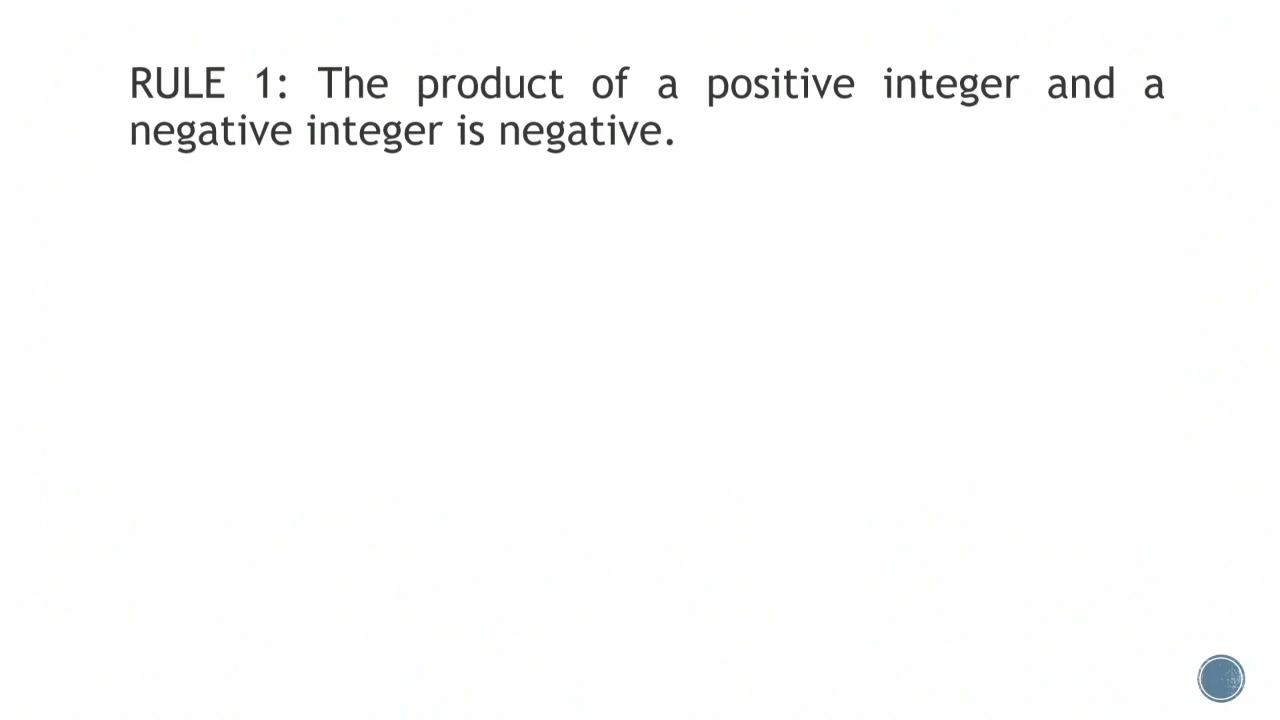 RULE 1: The product of a positive integer and a
negative integer is negative.